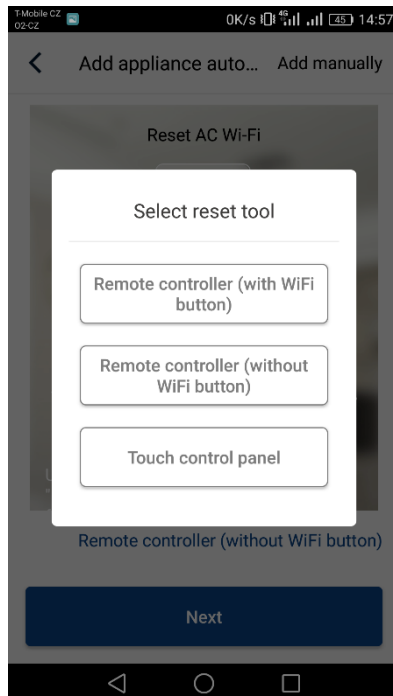 T-Mobile CZ
O2-CZ
0K/s 4G 45 14:57
Add appliance auto... Add manually
Reset AC Wi-Fi
Select reset tool
Remote controller (with WiFi
button)
Remote controller (without
WiFi button)
Touch control panel
Remote controller (without WiFi button)
Next